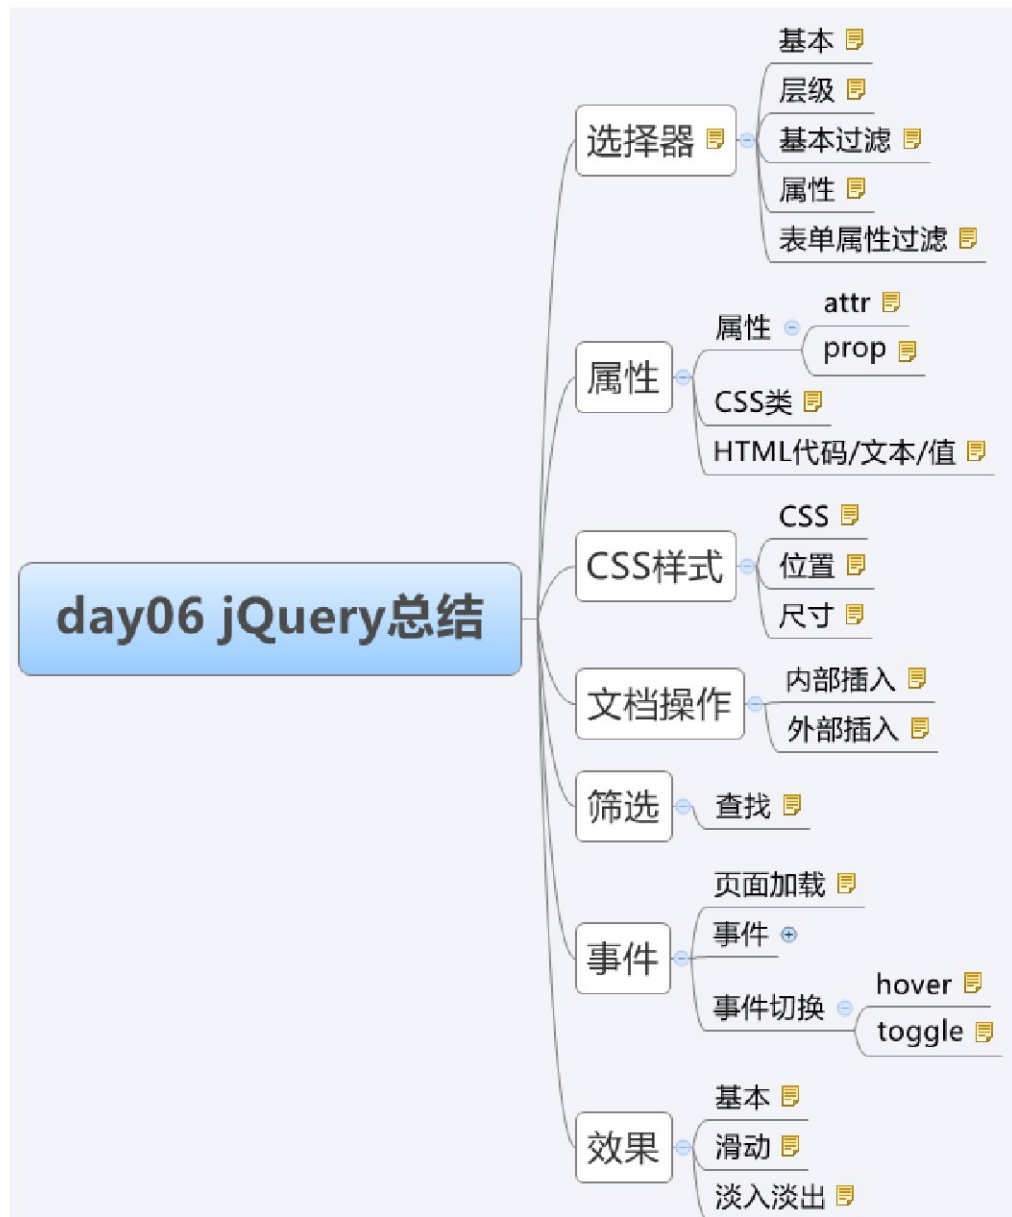 day06 jQuery总结
选择器
基本
层级
基本过滤
属性
表单属性过滤
属性
属性
attr
prop
CSS类
HTML代码/文本/值
CSS样式
CSS
位置
尺寸
文档操作
内部插入
外部插入
筛选
查找
事件
页面加载
事件
事件切换
hover
toggle
效果
基本
滑动
淡入淡出